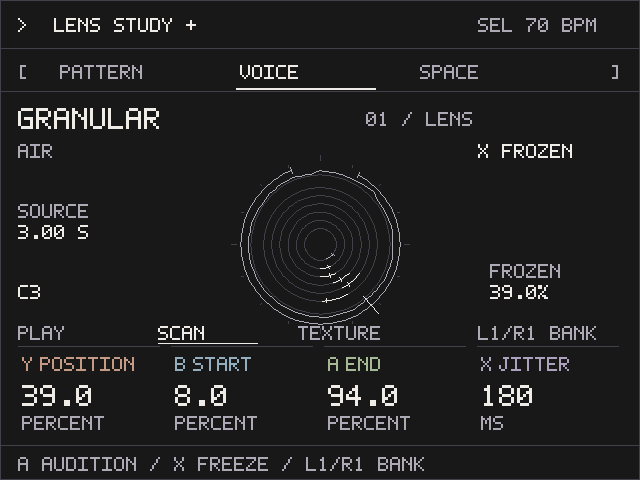 > LENS STUDY + SEL 70 BPM
[ PATTERN VOICE SPACE ]
GRANULAR 01 / LENS
AIR X FROZEN
SOURCE
3.00 S
FROZEN
C3 39.0%
PLAY SCAN TEXTURE L1/R1 BANK
Y POSITION B START A END X JITTER
39.0 8.0 94.0 180
PERCENT PERCENT PERCENT MS
A AUDITION / X FREEZE / L1/R1 BANK